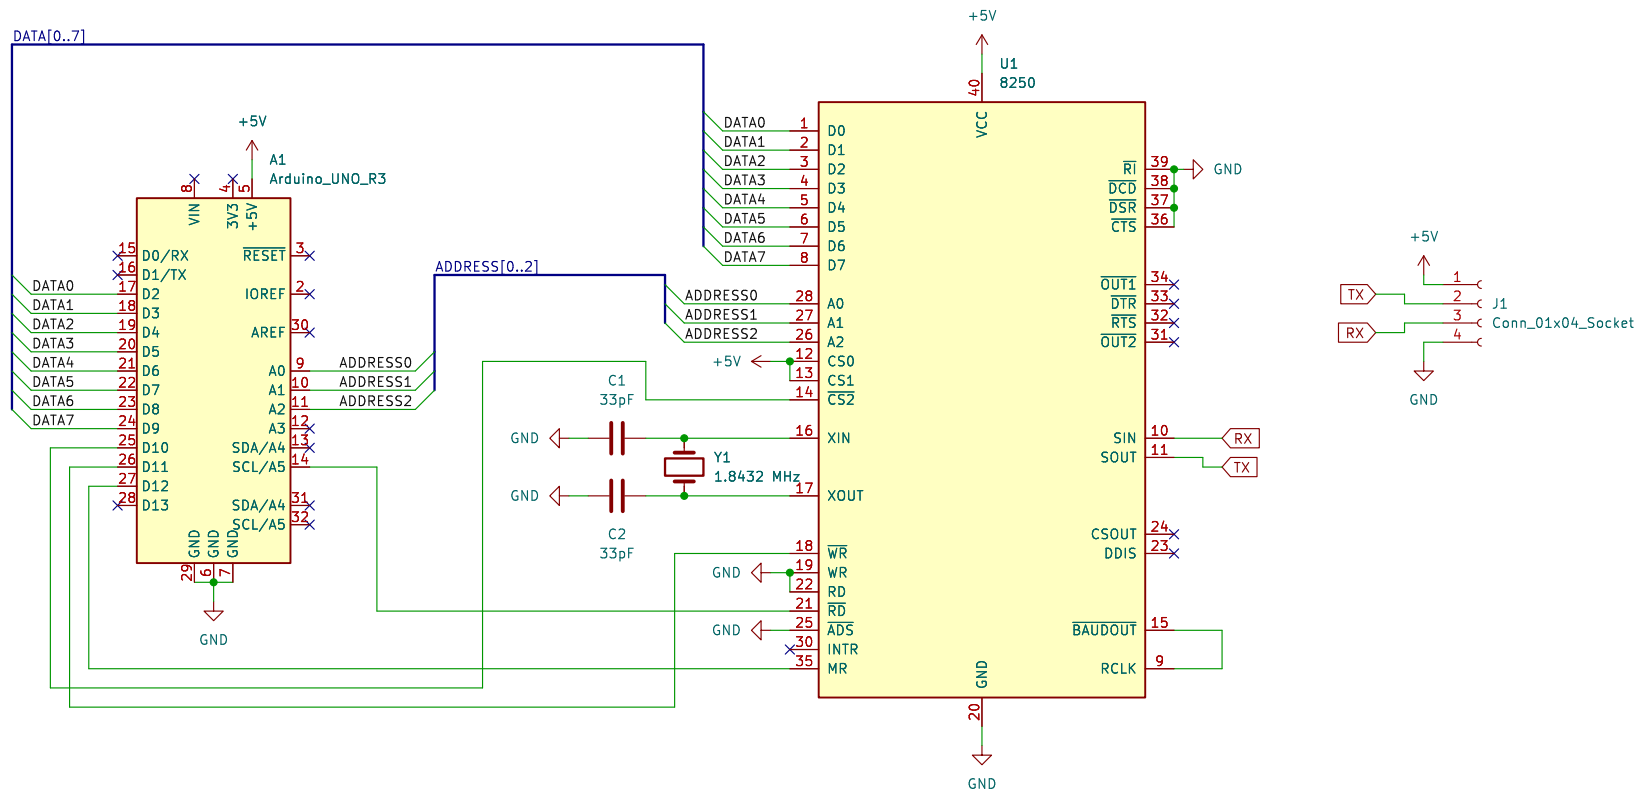 DATA[0..7]
+5V
A1
Arduino_UNO_R3
8
4
5
VIN
3V3
+5V
15
D0/RX
16
D1/TX
DATA0
17
D2
DATA1
18
D3
DATA2
19
D4
DATA3
20
D5
DATA4
21
D6
DATA5
22
D7
DATA6
23
D8
DATA7
24
D9
25
D10
26
D11
27
D12
28
D13
RESET
3
IOREF
2
AREF
30
A0
9
ADDRESS0
A1
10
ADDRESS1
A2
11
ADDRESS2
A3
12
SDA/A4
13
SCL/A5
14
SDA/A4
31
SCL/A5
32
GND
GND
GND
29
6
7
GND
ADDRESS[0..2]
+5V
U1
8250
40
VCC
DATA0
1
D0
DATA1
2
D1
DATA2
3
D2
DATA3
4
D3
DATA4
5
D4
DATA5
6
D5
DATA6
7
D6
DATA7
8
D7
ADDRESS0
28
A0
ADDRESS1
27
A1
ADDRESS2
26
A2
+5V
12
CS0
13
CS1
14
CS2
C1
33pF
GND
16
XIN
Y1
1.8432 MHz
GND
17
XOUT
C2
33pF
18
WR
GND
19
WR
22
RD
21
RD
GND
25
ADS
30
INTR
35
MR
RI
39
GND
DCD
38
DSR
37
CTS
36
OUT1
34
DTR
33
RTS
32
OUT2
31
SIN
10
RX
SOUT
11
TX
CSOUT
24
DDIS
23
BAUDOUT
15
RCLK
9
GND
20
GND
+5V
1
TX
2
J1
RX
3
Conn_01x04_Socket
4
GND